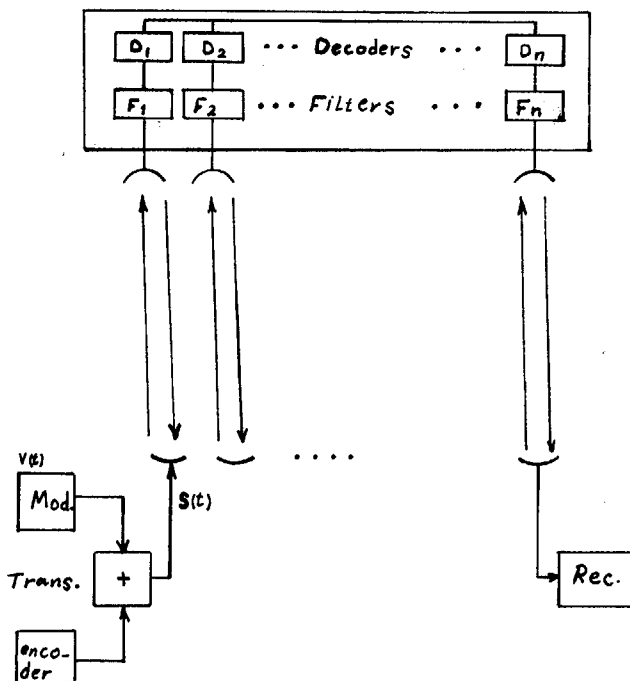 D1 D2 ... Decoders ... Dn
F1 F2 ... Filters ... Fn
....
V(t)
Mod.
S(t)
Trans.
+
Rec.
enco-
der